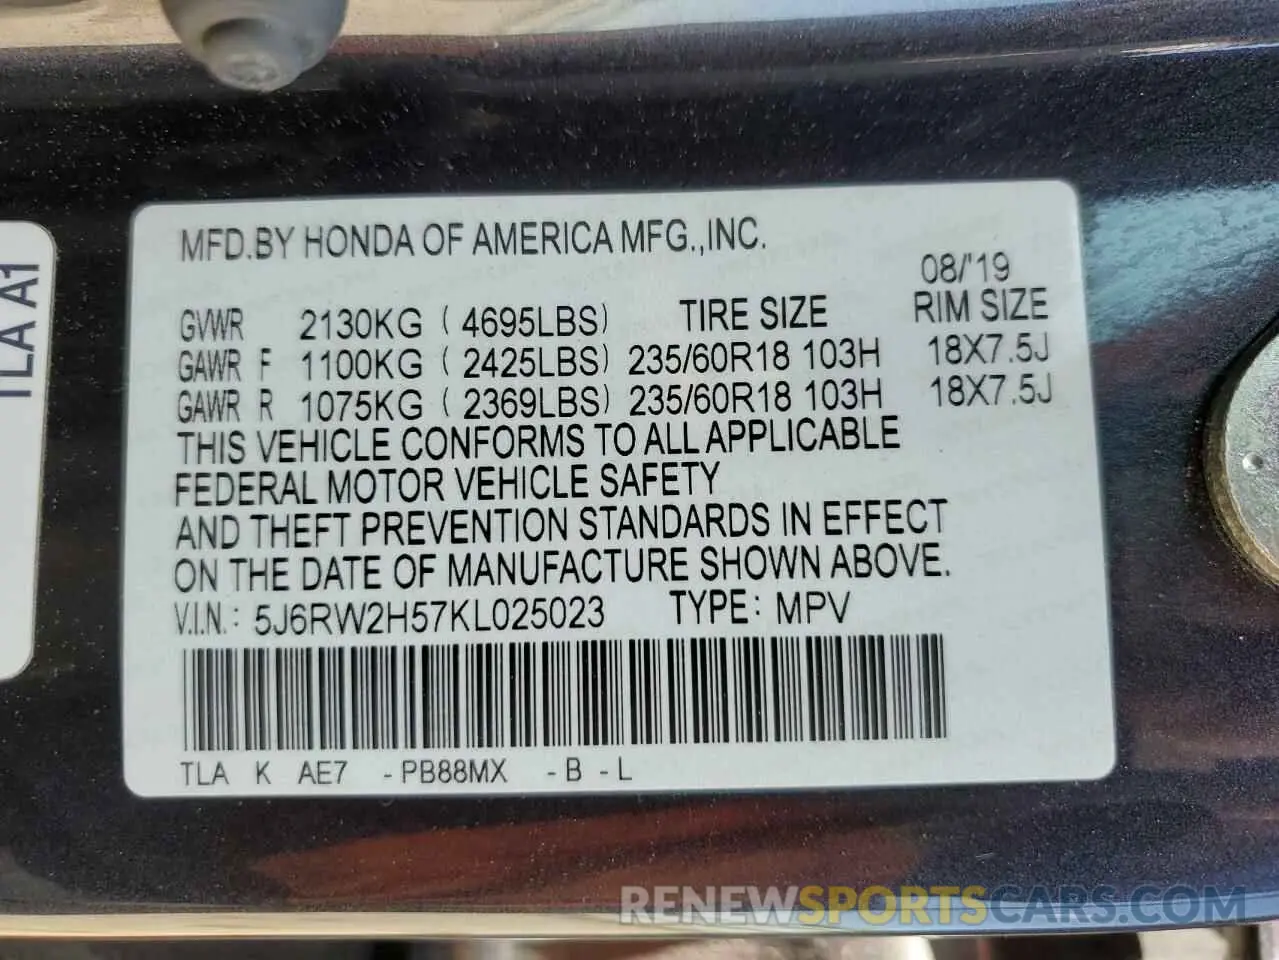 MFD.BY HONDA OF AMERICA MFG.,INC.
08/'19
GVWR 2130KG ( 4695LBS) TIRE SIZE RIM SIZE
GAWR F 1100KG ( 2425LBS) 235/60R18 103H 18X7.5J
GAWR R 1075KG ( 2369LBS) 235/60R18 103H 18X7.5J
THIS VEHICLE CONFORMS TO ALL APPLICABLE
FEDERAL MOTOR VEHICLE SAFETY
AND THEFT PREVENTION STANDARDS IN EFFECT
ON THE DATE OF MANUFACTURE SHOWN ABOVE.
V.I.N.: 5J6RW2H57KL025023 TYPE: MPV
TLA K AE7 -PB88MX -B -L
TLA A1
RENEWSPORTSCARS.COM